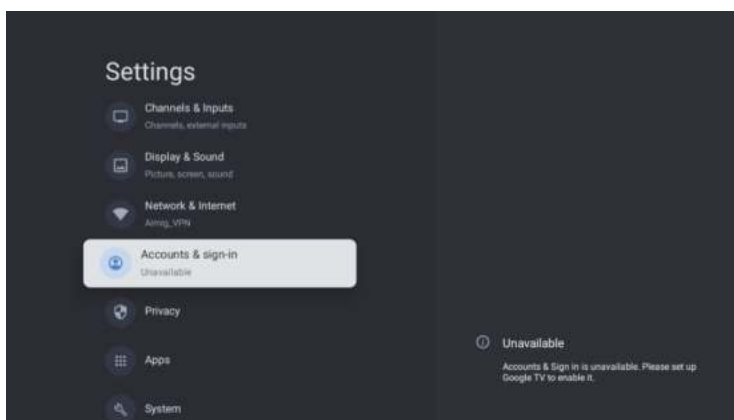 Settings
Channels & Inputs
Channels, external inputs
Display & Sound
Picture, screen, sound
Network & Internet
Airnig_VPN
Accounts & sign-in
Unavailable
Privacy
Apps
System
Unavailable
Accounts & Sign in is unavailable. Please set up
Google TV to enable it.